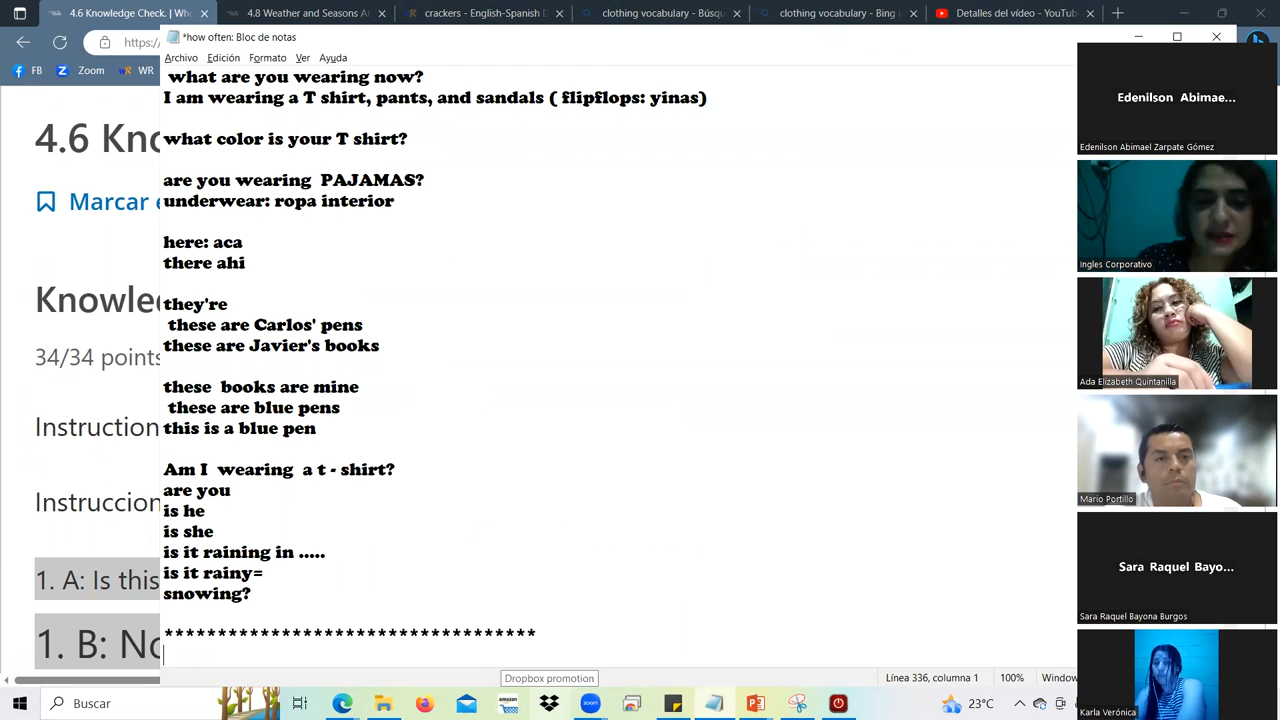 4.6 Knowledge Check. | Wh
4.8 Weather and Seasons A
crackers - English-Spanish D
clothing vocabulary - Búsqu
clothing vocabulary - Bing i
Detalles del vídeo - YouTube
https:/
*how often: Bloc de notas
FB
Zoom
WR
Archivo Edición Formato Ver Ayuda
what are you wearing now?
I am wearing a T shirt, pants, and sandals ( flipflops: yinas)
what color is your T shirt?
are you wearing PAJAMAS?
underwear: ropa interior
here: aca
there ahi
they're
these are Carlos' pens
these are Javier's books
these books are mine
these are blue pens
this is a blue pen
Am I wearing a t - shirt?
are you
is he
is she
is it raining in .....
is it rainy=
snowing?
***********************************
4.6 Kno
Marcar e
Knowled
34/34 points
Instruction
Instruccion
1. A: Is this
1. B: No
Línea 336, columna 1
100%
Window
Dropbox promotion
Buscar
amazon
zoom
23°C
Edenilson Abimae...
Edenilson Abimael Zarpate Gómez
Ingles Corporativo
Ada Elizabeth Quintanilla
Mario Portillo
Sara Raquel Bayo...
Sara Raquel Bayona Burgos
Karla Verónica